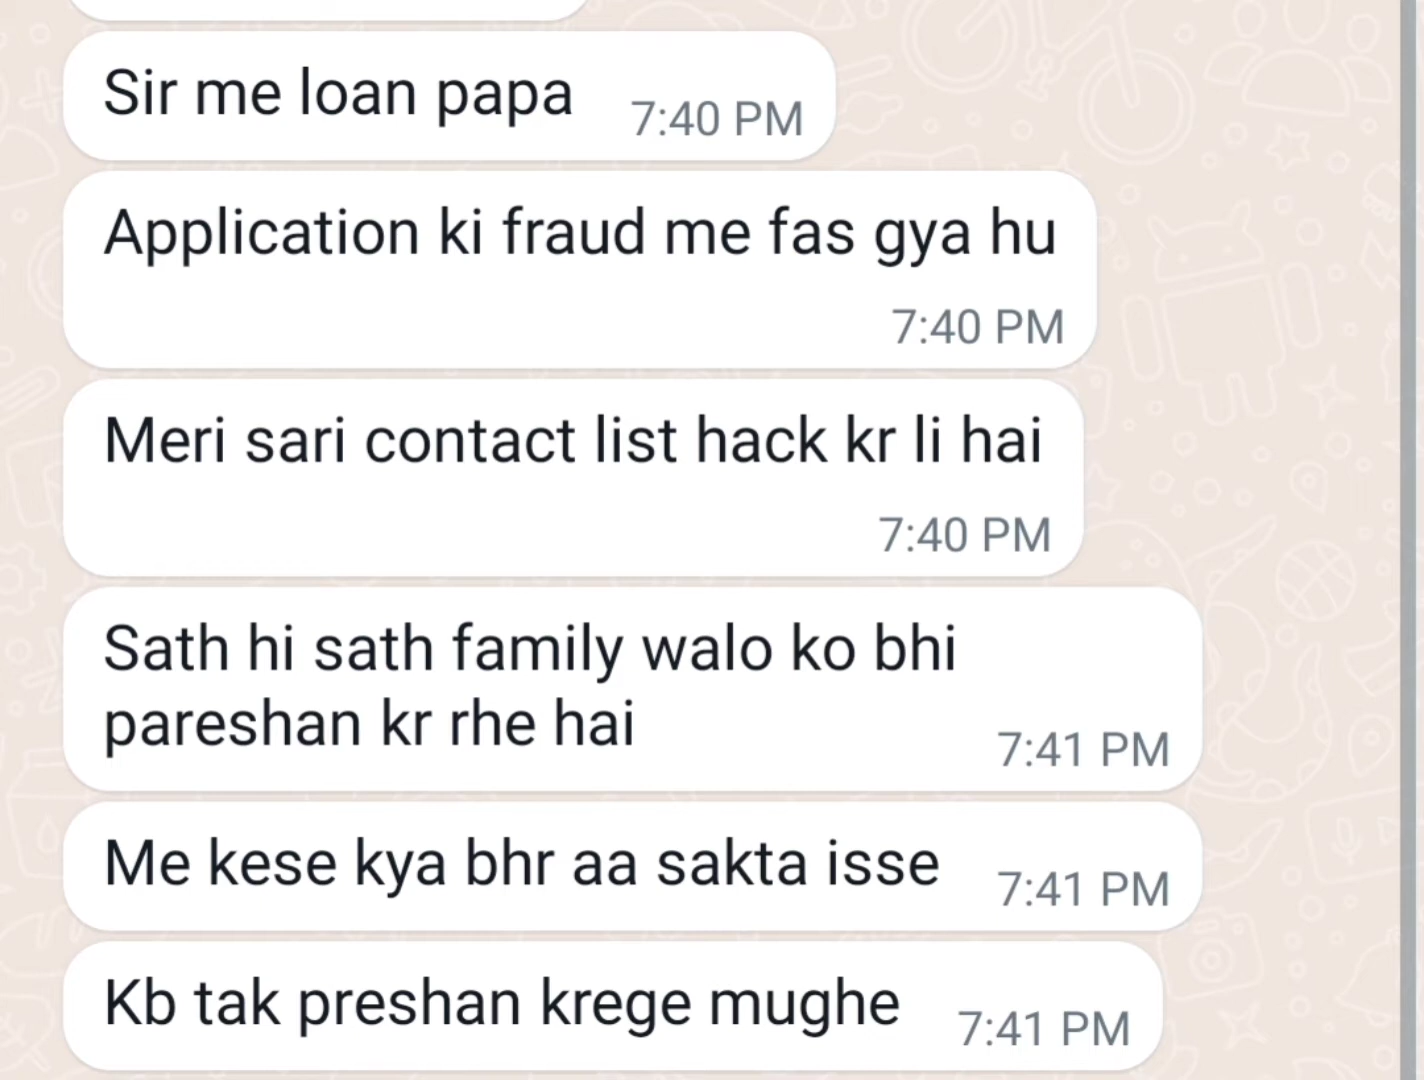 Sir me loan papa
7:40 PM
Application ki fraud me fas gya hu
7:40 PM
Meri sari contact list hack kr li hai
7:40 PM
Sath hi sath family walo ko bhi
pareshan kr rhe hai
7:41 PM
Me kese kya bhr aa sakta isse
7:41 PM
Kb tak preshan krege mughe
7:41 PM